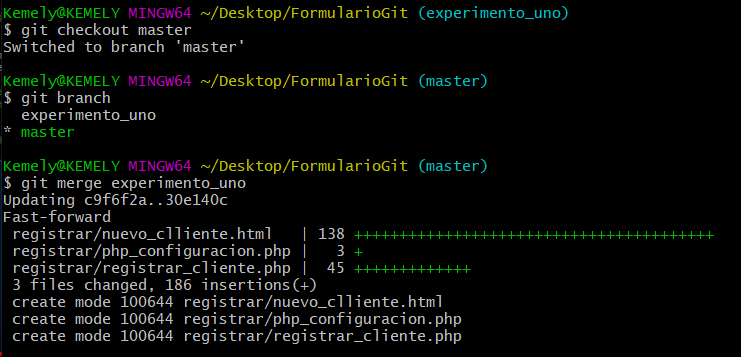 Kemely@KEMELY MINGW64 ~/Desktop/FormularioGit (experimento_uno)
$ git checkout master
Switched to branch 'master'
Kemely@KEMELY MINGW64 ~/Desktop/FormularioGit (master)
$ git branch
  experimento_uno
* master
Kemely@KEMELY MINGW64 ~/Desktop/FormularioGit (master)
$ git merge experimento_uno
Updating c9f6f2a..30e140c
Fast-forward
 registrar/nuevo_clliente.html   | 138 ++++++++++++++++++++++++++++++++++++++++
 registrar/php_configuracion.php |   3 +
 registrar/registrar_cliente.php |  45 +++++++++++++
 3 files changed, 186 insertions(+)
 create mode 100644 registrar/nuevo_clliente.html
 create mode 100644 registrar/php_configuracion.php
 create mode 100644 registrar/registrar_cliente.php